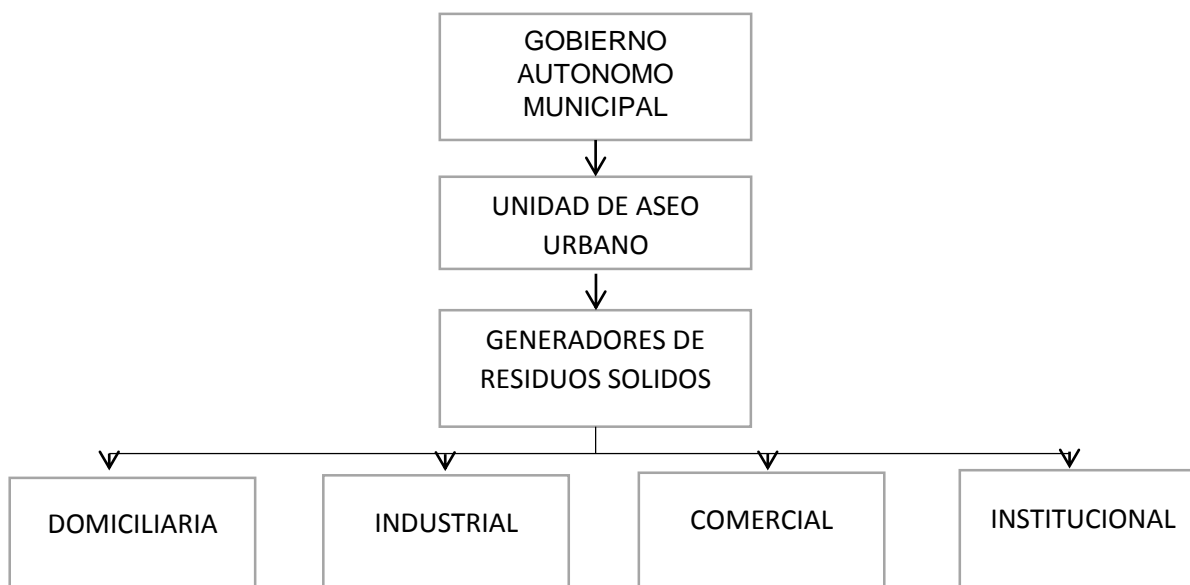 GOBIERNO
AUTONOMO
MUNICIPAL
UNIDAD DE ASEO
URBANO
GENERADORES DE
RESIDUOS SOLIDOS
DOMICILIARIA
INDUSTRIAL
COMERCIAL
INSTITUCIONAL